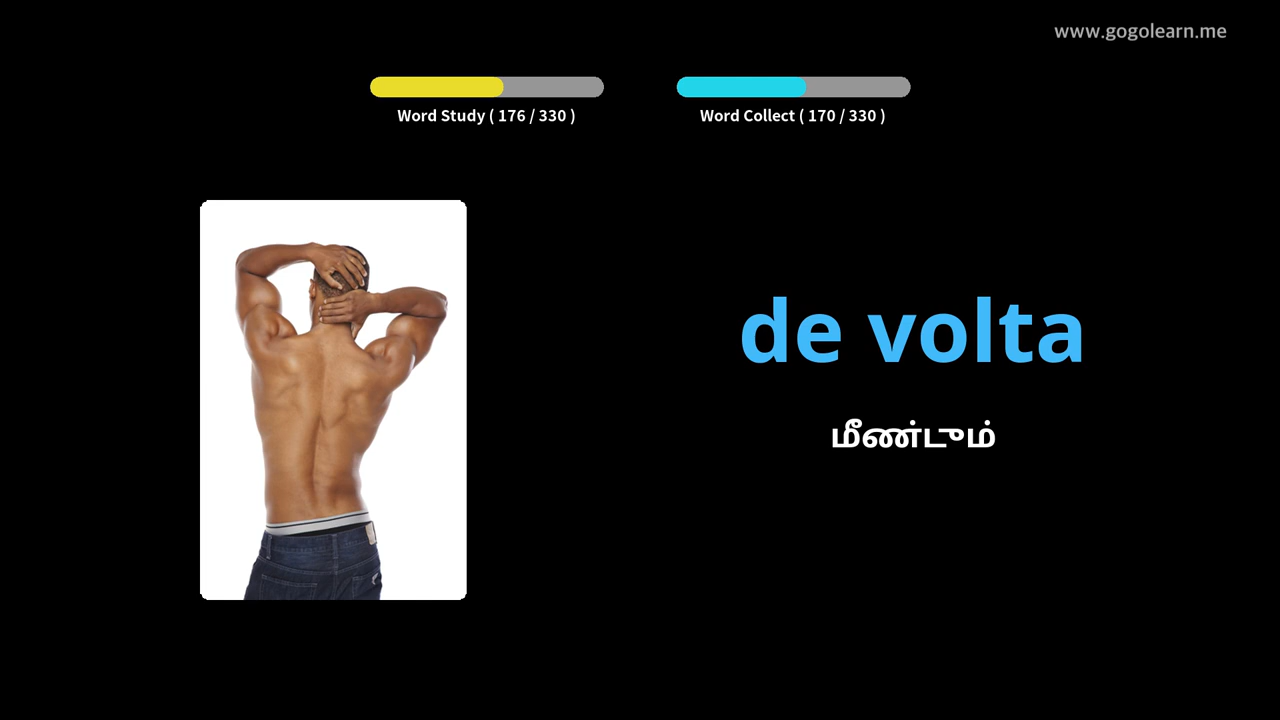 www.gogolearn.me
Word Study ( 176 / 330 )
Word Collect ( 170 / 330 )
de volta
மீண்டும்